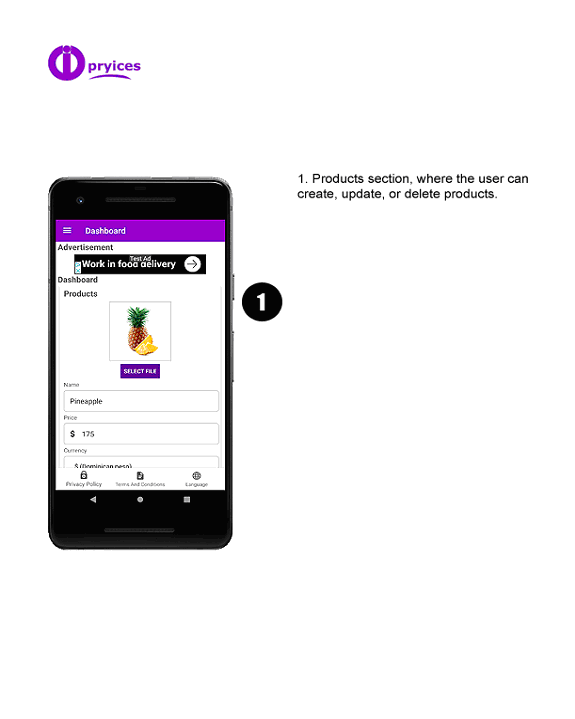 pryices
1. Products section, where the user can
create, update, or delete products.
Dashboard
Advertisement
Test Ad
Work in food delivery
Dashboard
Products
1
SELECT FILE
Name
Pineapple
Price
$ 175
Currency
$ (Dominican peso)
Privacy Policy
Terms And Conditions
Language